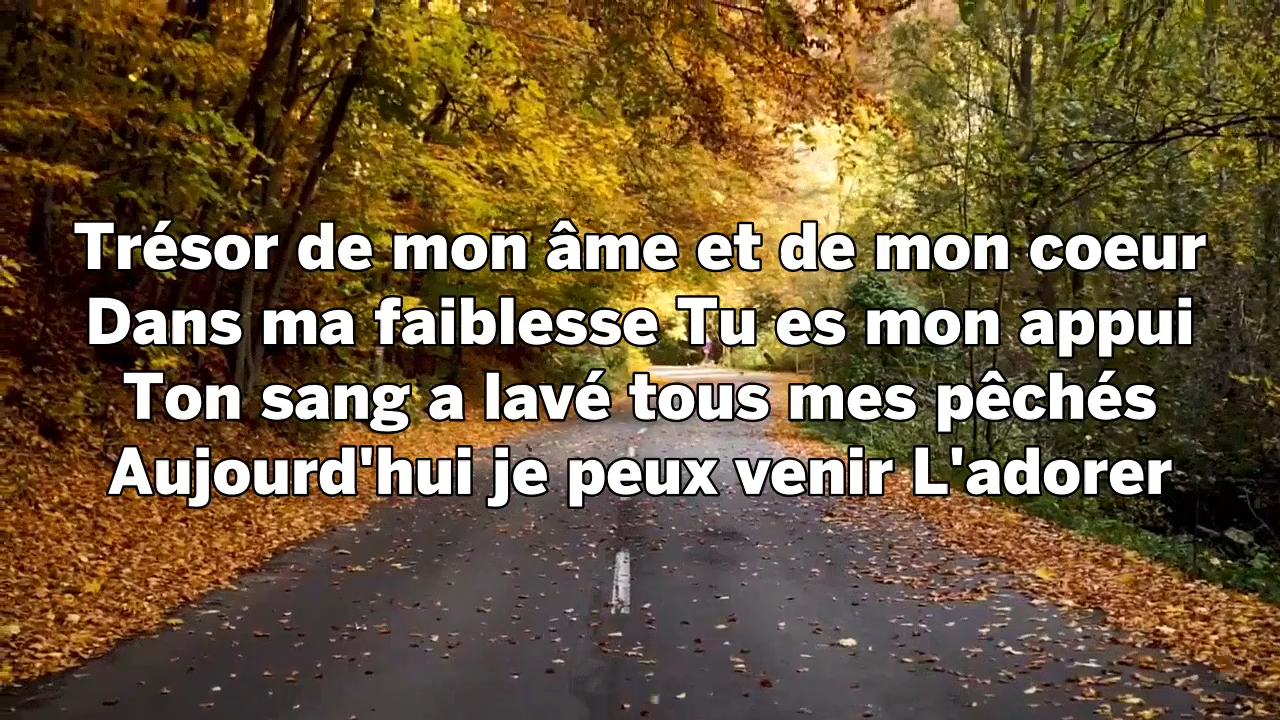 Trésor de mon âme et de mon coeur
Dans ma faiblesse Tu es mon appui
Ton sang a lavé tous mes pêchés
Aujourd'hui je peux venir L'adorer